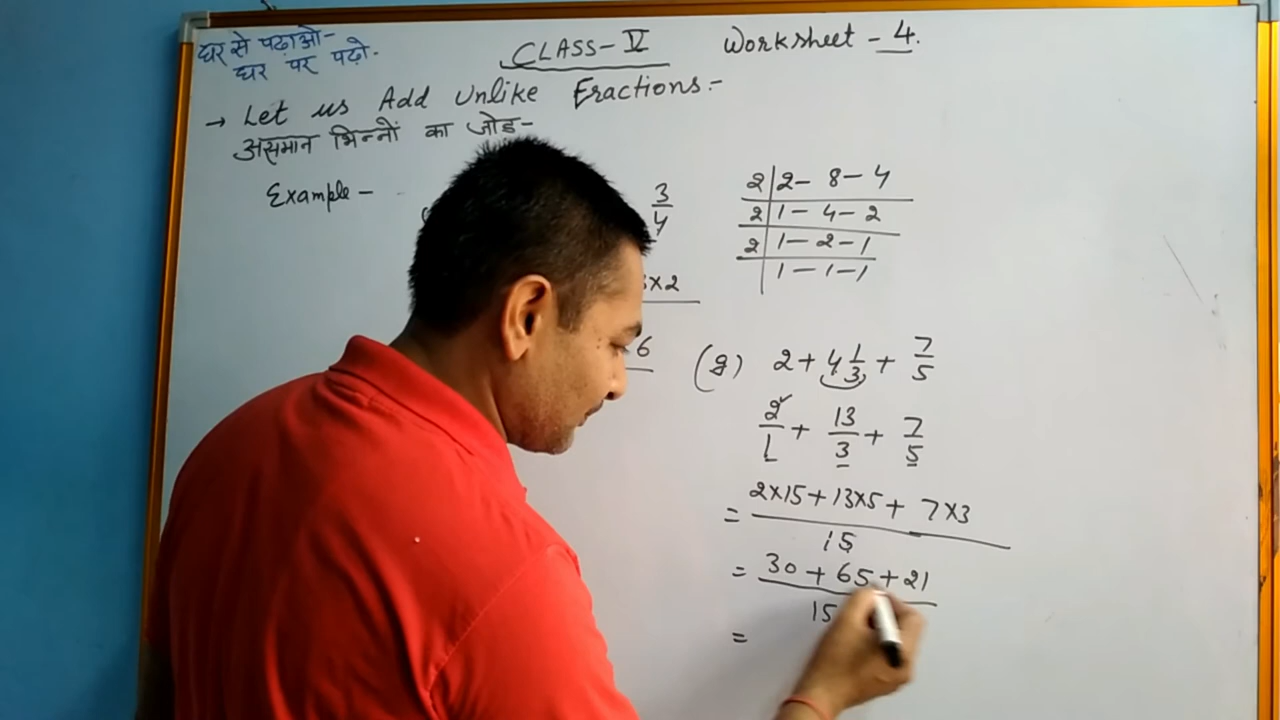 घर से पढ़ाओ-
घर पर पढ़ो.
CLASS-V Worksheet - 4.
→ Let us Add Unlike Fractions:-
असमान भिन्नों का जोड़-
Example-
3/4
2 | 2 - 8 - 4
2 | 1 - 4 - 2
2 | 1 - 2 - 1
1 - 1 - 1
×2
6
(g) 2 + 4 1/3 + 7/5
2/1 + 13/3 + 7/5
= 2×15 + 13×5 + 7×3 / 15
= 30 + 65 + 21 / 15
=